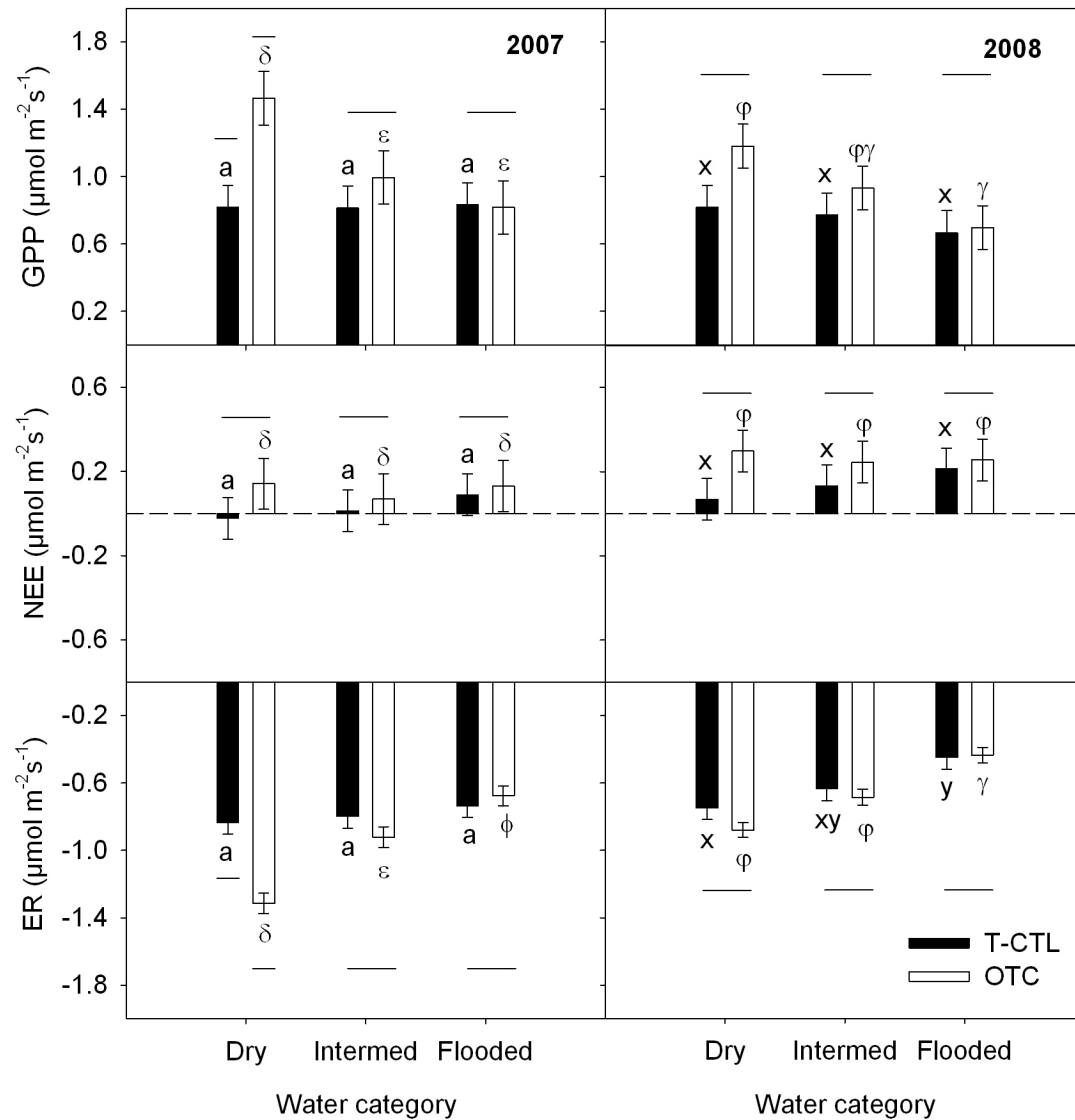 2007
2008
GPP (µmol m⁻²s⁻¹)
1.8
1.4
1.0
0.6
0.2
a
δ
a
ε
a
ε
x
φ
x
φγ
x
γ
NEE (µmol m⁻²s⁻¹)
0.6
0.2
-0.2
-0.6
a
δ
a
δ
a
δ
x
φ
x
φ
x
φ
ER (µmol m⁻²s⁻¹)
-0.2
-0.6
-1.0
-1.4
-1.8
a
δ
a
ε
a
ϕ
x
φ
xy
φ
y
γ
T-CTL
OTC
Dry Intermed Flooded
Dry Intermed Flooded
Water category
Water category